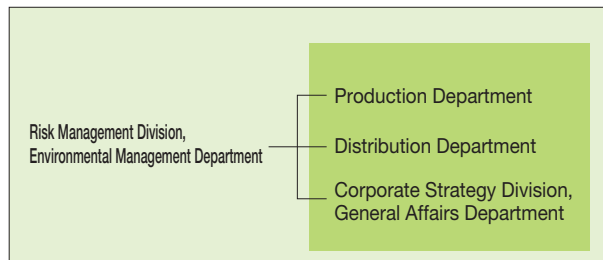 Risk Management Division,
Environmental Management Department
Production Department
Distribution Department
Corporate Strategy Division,
General Affairs Department